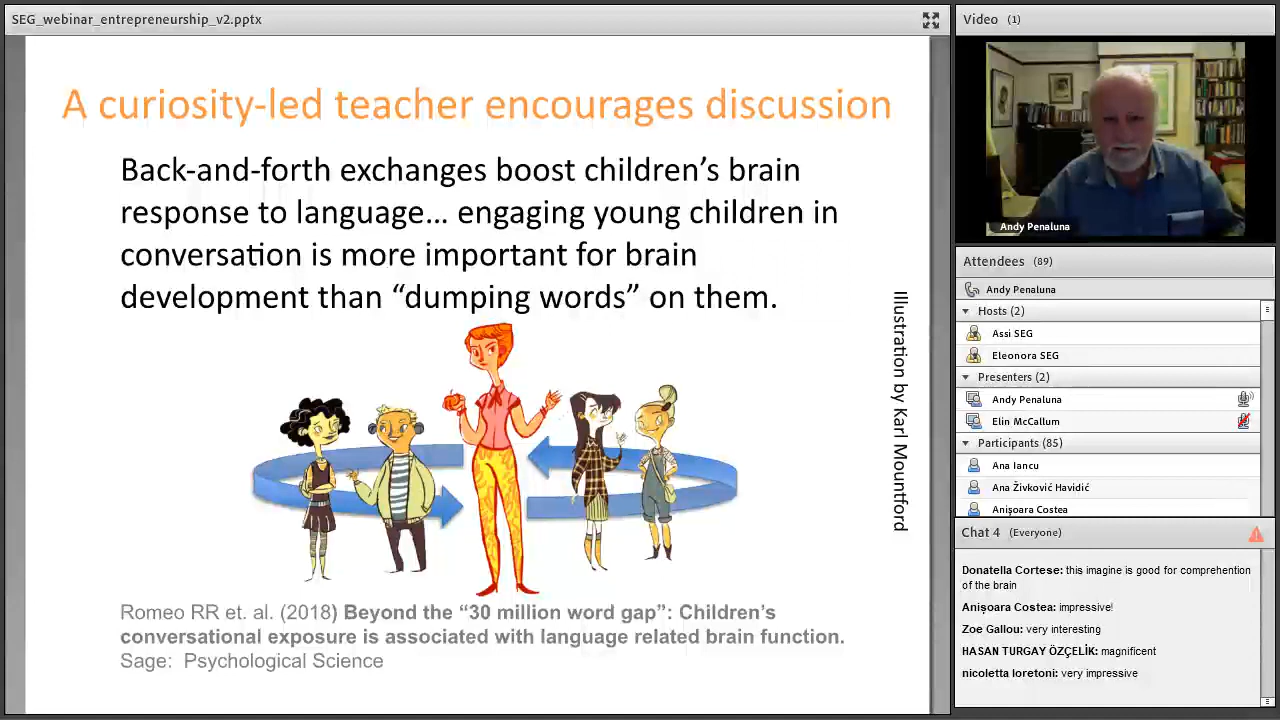 SEG_webinar_entrepreneurship_v2.pptx
A curiosity-led teacher encourages discussion
Back-and-forth exchanges boost children’s brain
response to language… engaging young children in
conversation is more important for brain
development than “dumping words” on them.
Illustration by Karl Mountford
Romeo RR et. al. (2018) Beyond the “30 million word gap”: Children’s
conversational exposure is associated with language related brain function.
Sage: Psychological Science
Video (1)
Andy Penaluna
Attendees (89)
Andy Penaluna
Hosts (2)
Assi SEG
Eleonora SEG
Presenters (2)
Andy Penaluna
Elin McCallum
Participants (85)
Ana Iancu
Ana Živković Havidić
Anișoara Costea
Chat 4 (Everyone)
Donatella Cortese: this imagine is good for comprehention
of the brain
Anișoara Costea: impressive!
Zoe Gallou: very interesting
HASAN TURGAY ÖZÇELİK: magnificent
nicoletta loretoni: very impressive